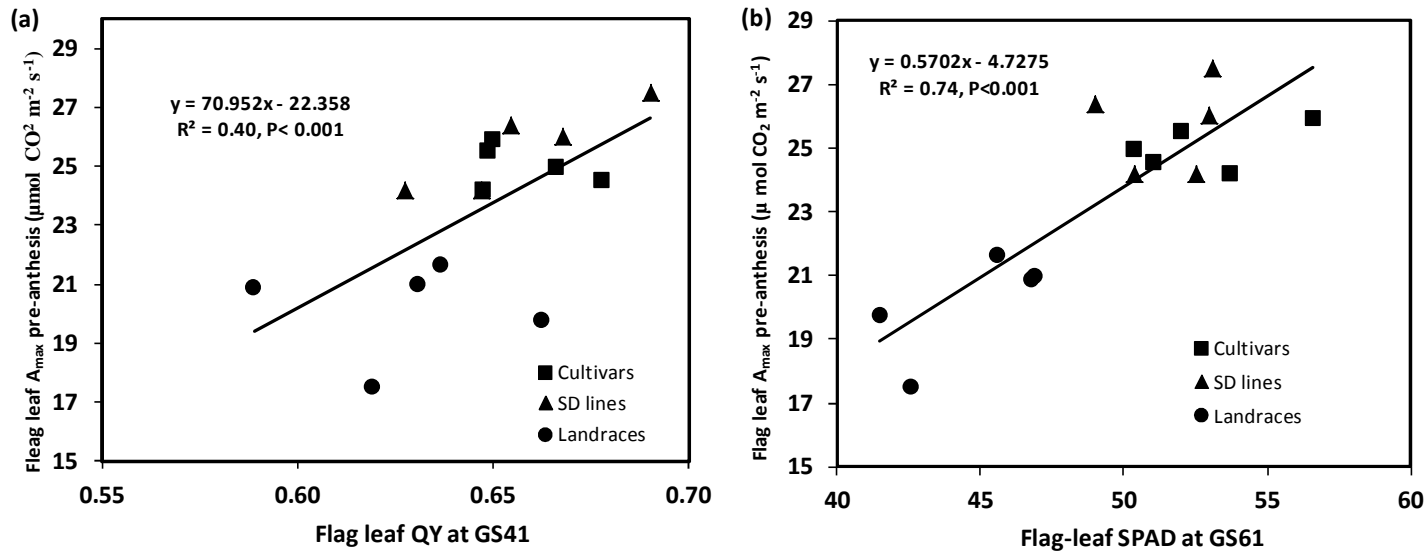 (a)
Fleag leaf Amax pre-anthesis (µmol CO² m⁻² s⁻¹)
29
27
25
23
21
19
17
15
y = 70.952x - 22.358
R² = 0.40, P< 0.001
Cultivars
SD lines
Landraces
0.55 0.60 0.65 0.70
Flag leaf QY at GS41
(b)
Flag leaf Amax pre-anthesis (µ mol CO₂ m⁻² s⁻¹)
29
27
25
23
21
19
17
15
y = 0.5702x - 4.7275
R² = 0.74, P<0.001
Cultivars
SD lines
Landraces
40 45 50 55 60
Flag-leaf SPAD at GS61